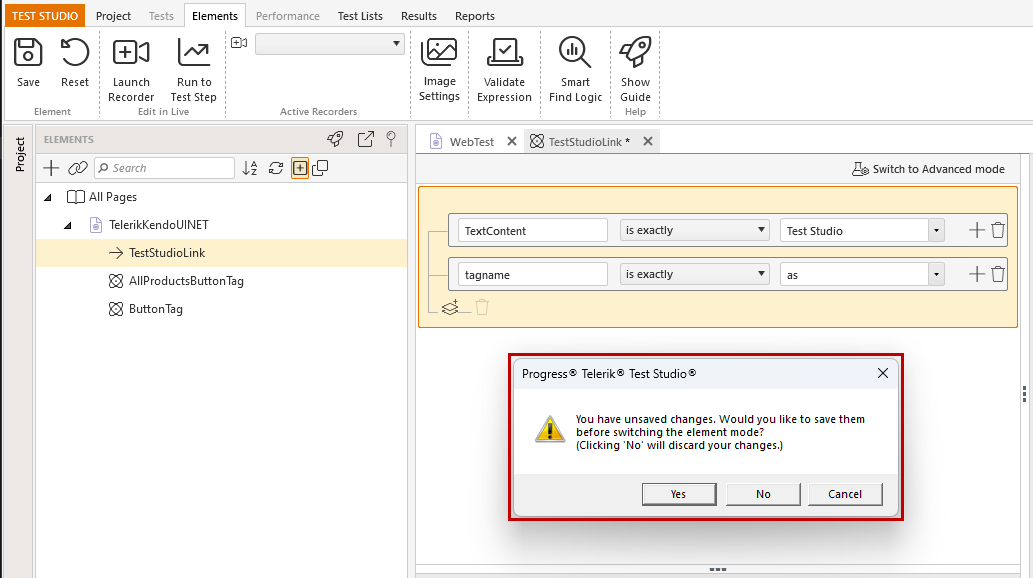 TEST STUDIO Project Tests Elements Performance Test Lists Results Reports
Save Reset Launch Recorder Run to Test Step Image Settings Validate Expression Smart Find Logic Show Guide
Element Edit in Live Active Recorders Help
Project
ELEMENTS
Search
All Pages
TelerikKendoUINET
TestStudioLink
AllProductsButtonTag
ButtonTag
WebTest TestStudioLink *
Switch to Advanced mode
TextContent is exactly Test Studio
tagname is exactly as
Progress® Telerik® Test Studio®
You have unsaved changes. Would you like to save them
before switching the element mode?
(Clicking 'No' will discard your changes.)
Yes No Cancel